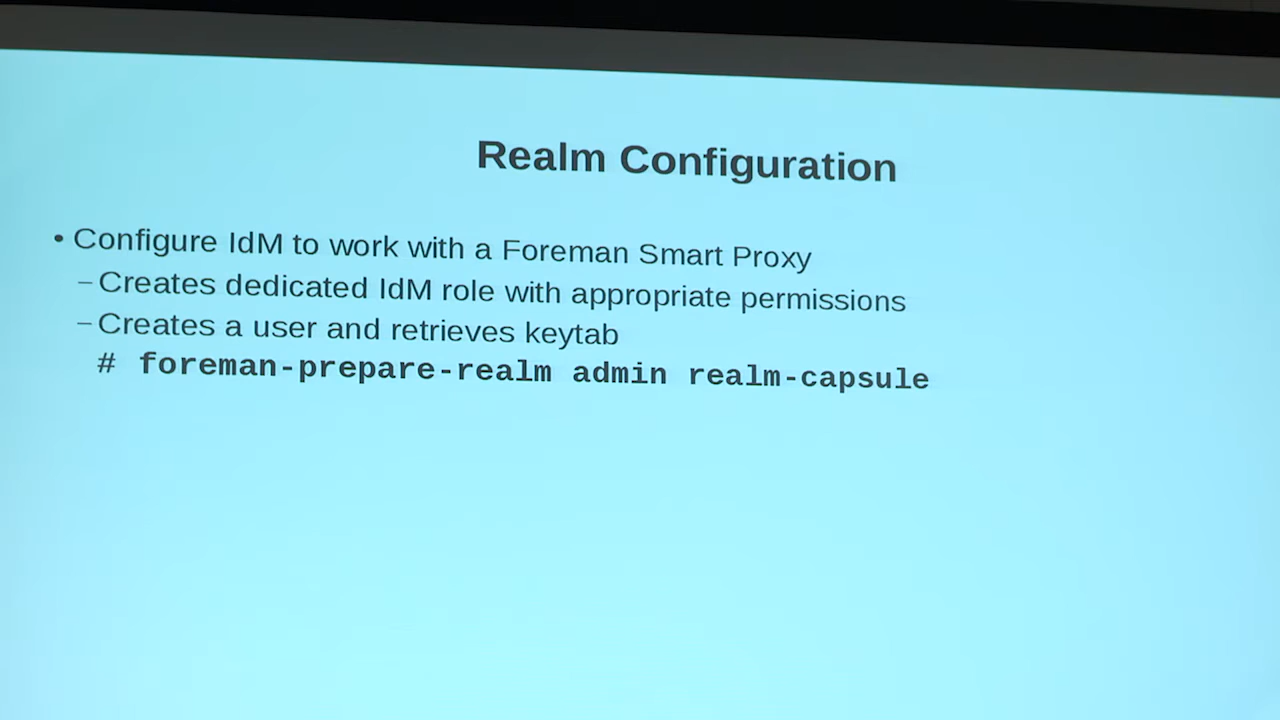 Realm Configuration
• Configure IdM to work with a Foreman Smart Proxy
– Creates dedicated IdM role with appropriate permissions
– Creates a user and retrieves keytab
# foreman-prepare-realm admin realm-capsule